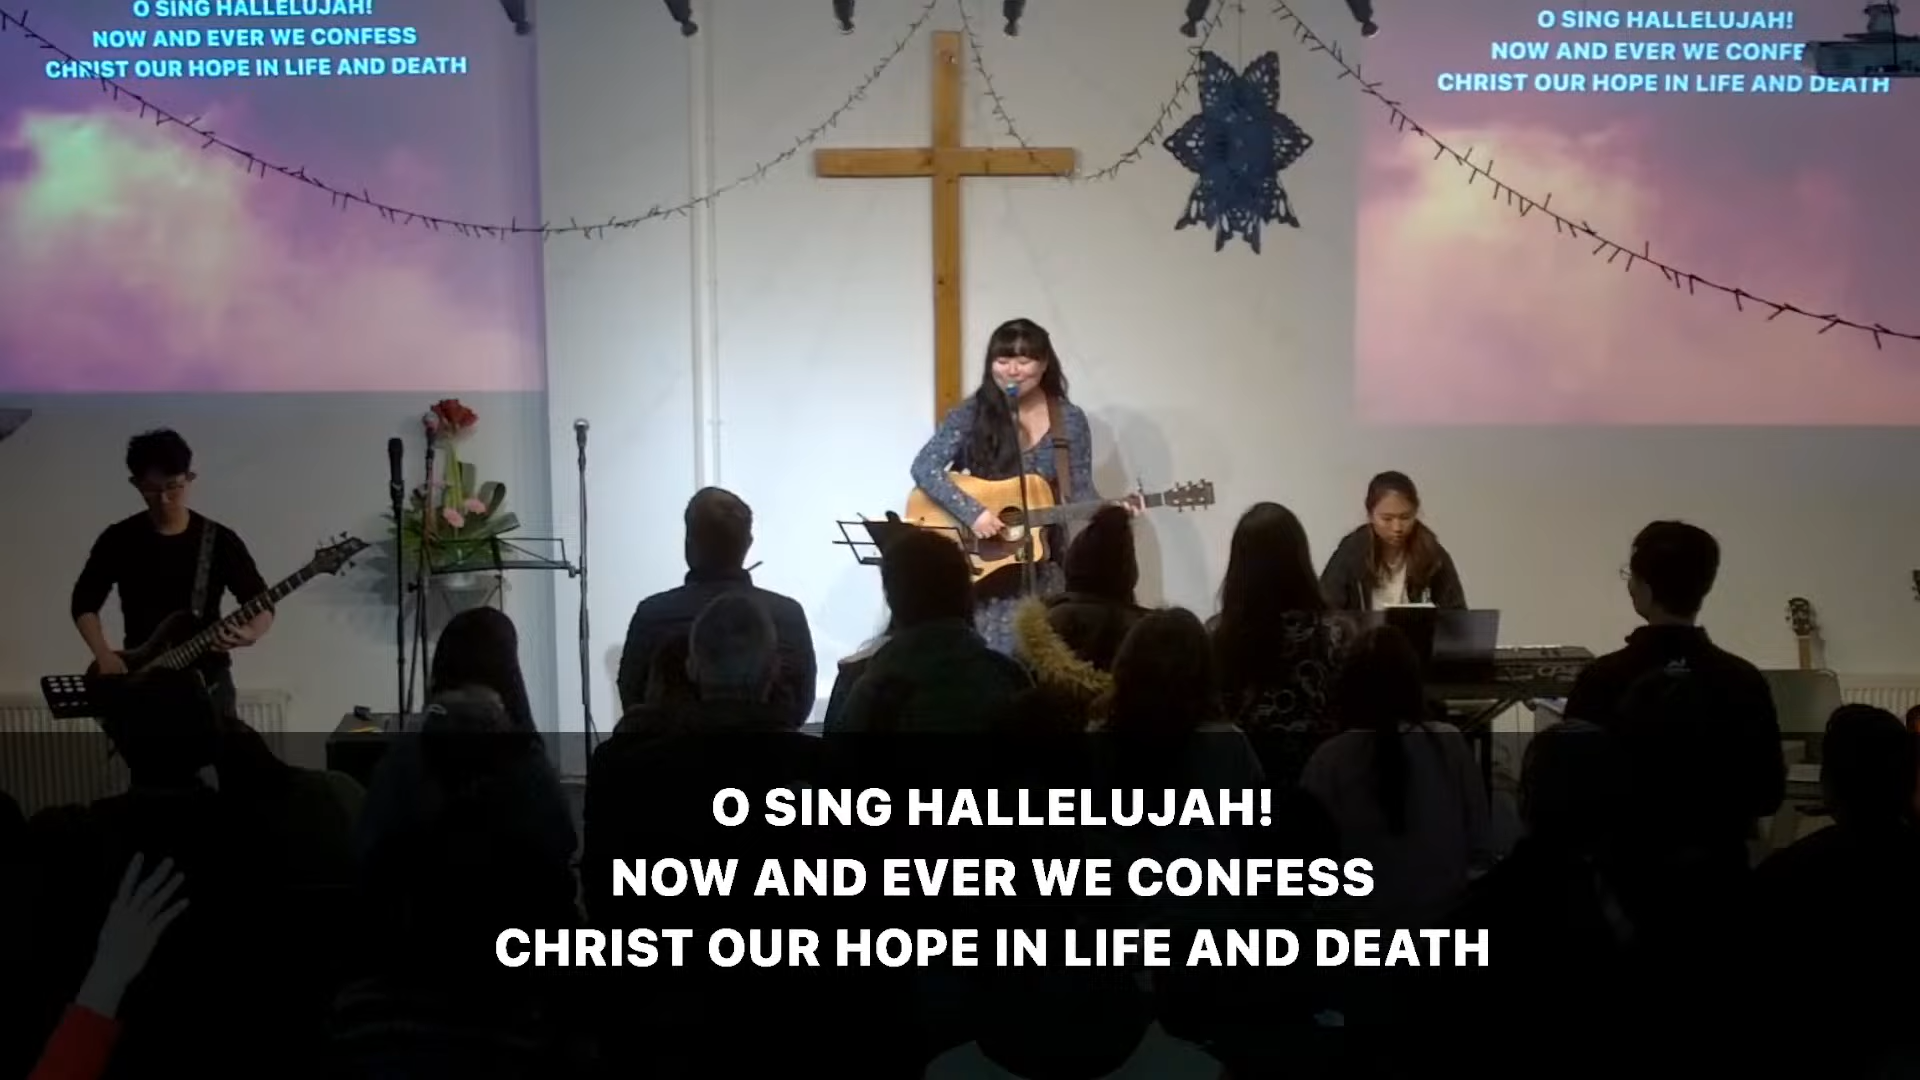 O SING HALLELUJAH!
NOW AND EVER WE CONFESS
CHRIST OUR HOPE IN LIFE AND DEATH
O SING HALLELUJAH!
NOW AND EVER WE CONFE
CHRIST OUR HOPE IN LIFE AND DEATH
O SING HALLELUJAH!
NOW AND EVER WE CONFESS
CHRIST OUR HOPE IN LIFE AND DEATH